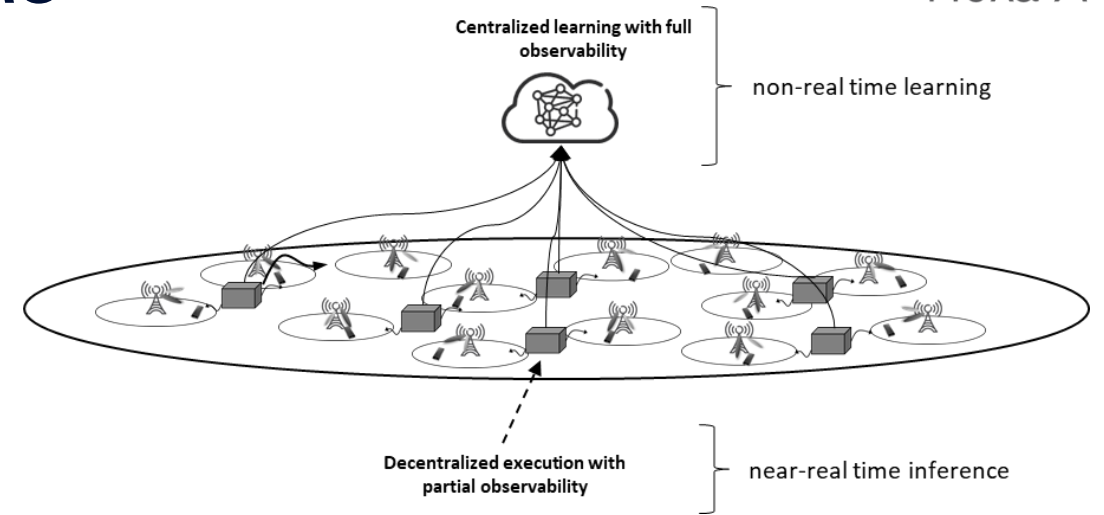 Centralized learning with full
observability
non-real time learning
Decentralized execution with
partial observability
near-real time inference